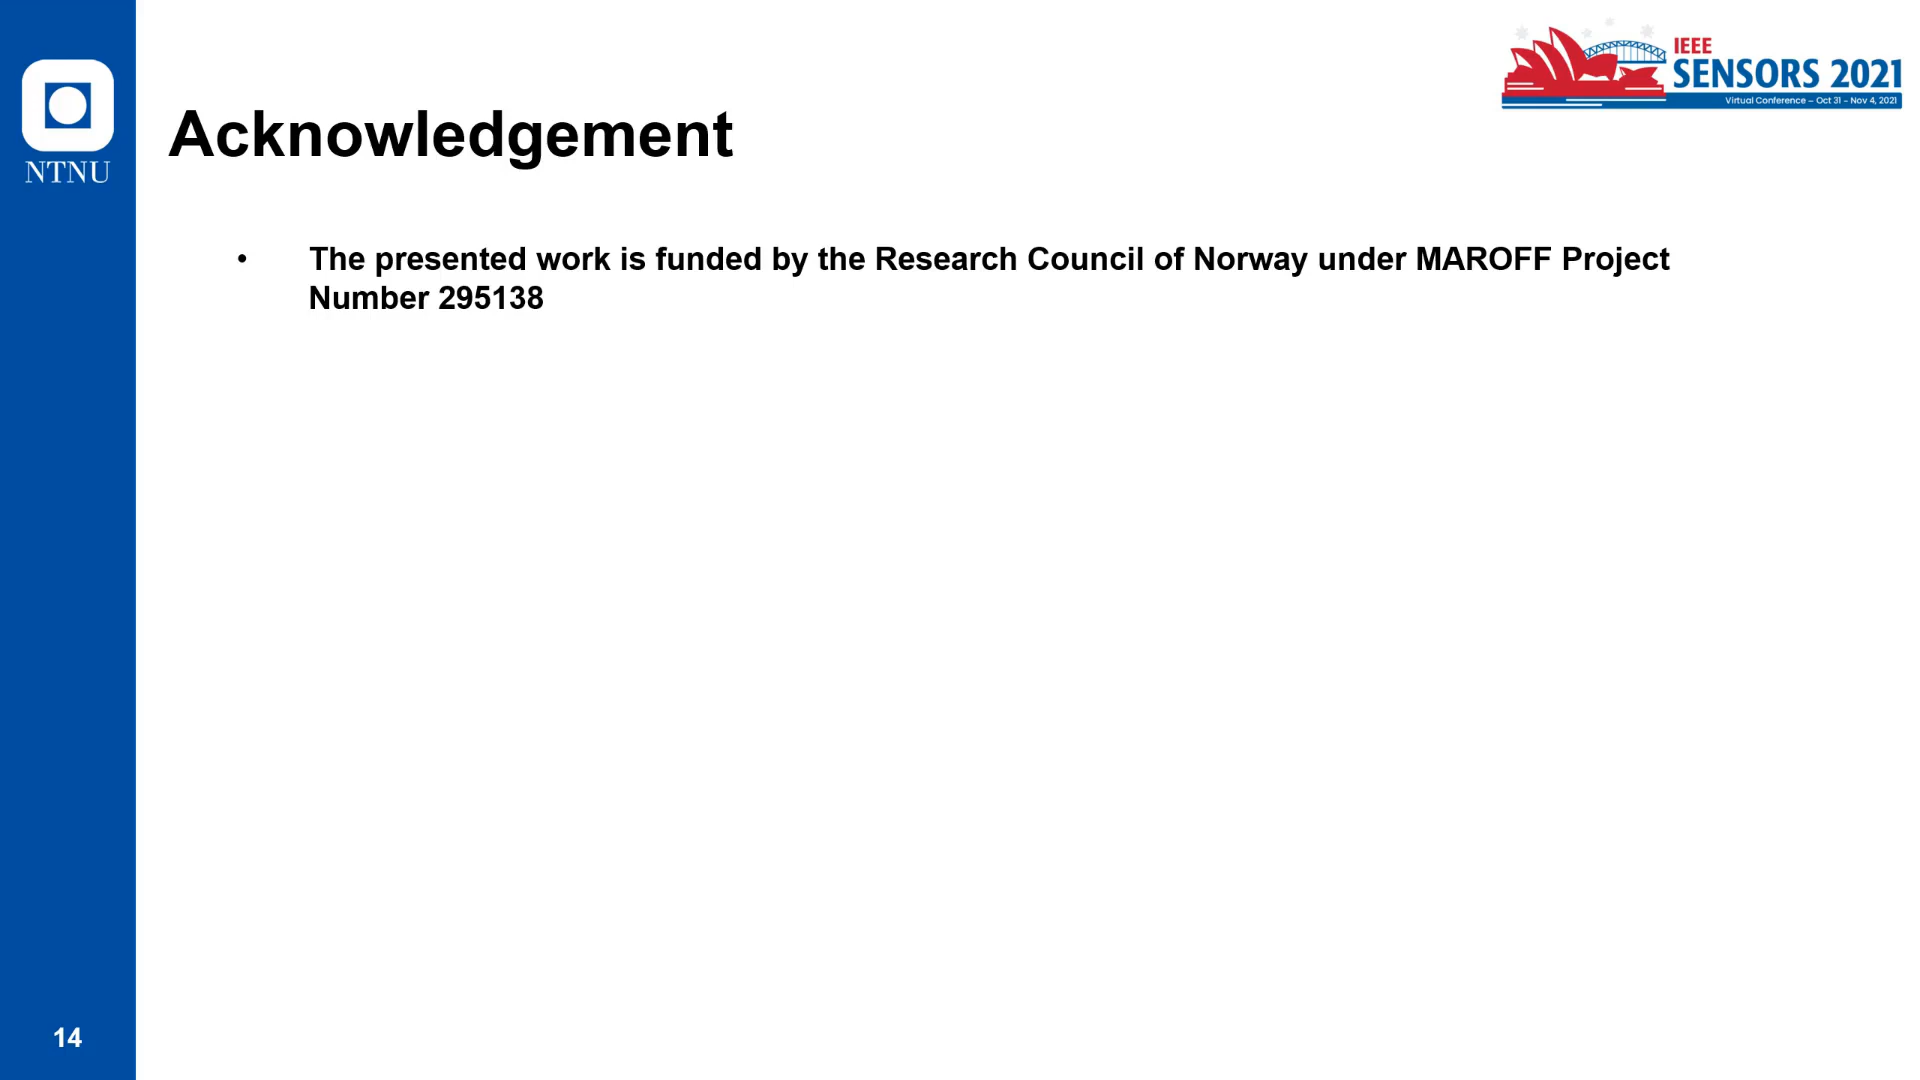 NTNU
IEEE
SENSORS 2021
Virtual Conference – Oct 31 - Nov 4, 2021
Acknowledgement
• The presented work is funded by the Research Council of Norway under MAROFF Project
Number 295138
14